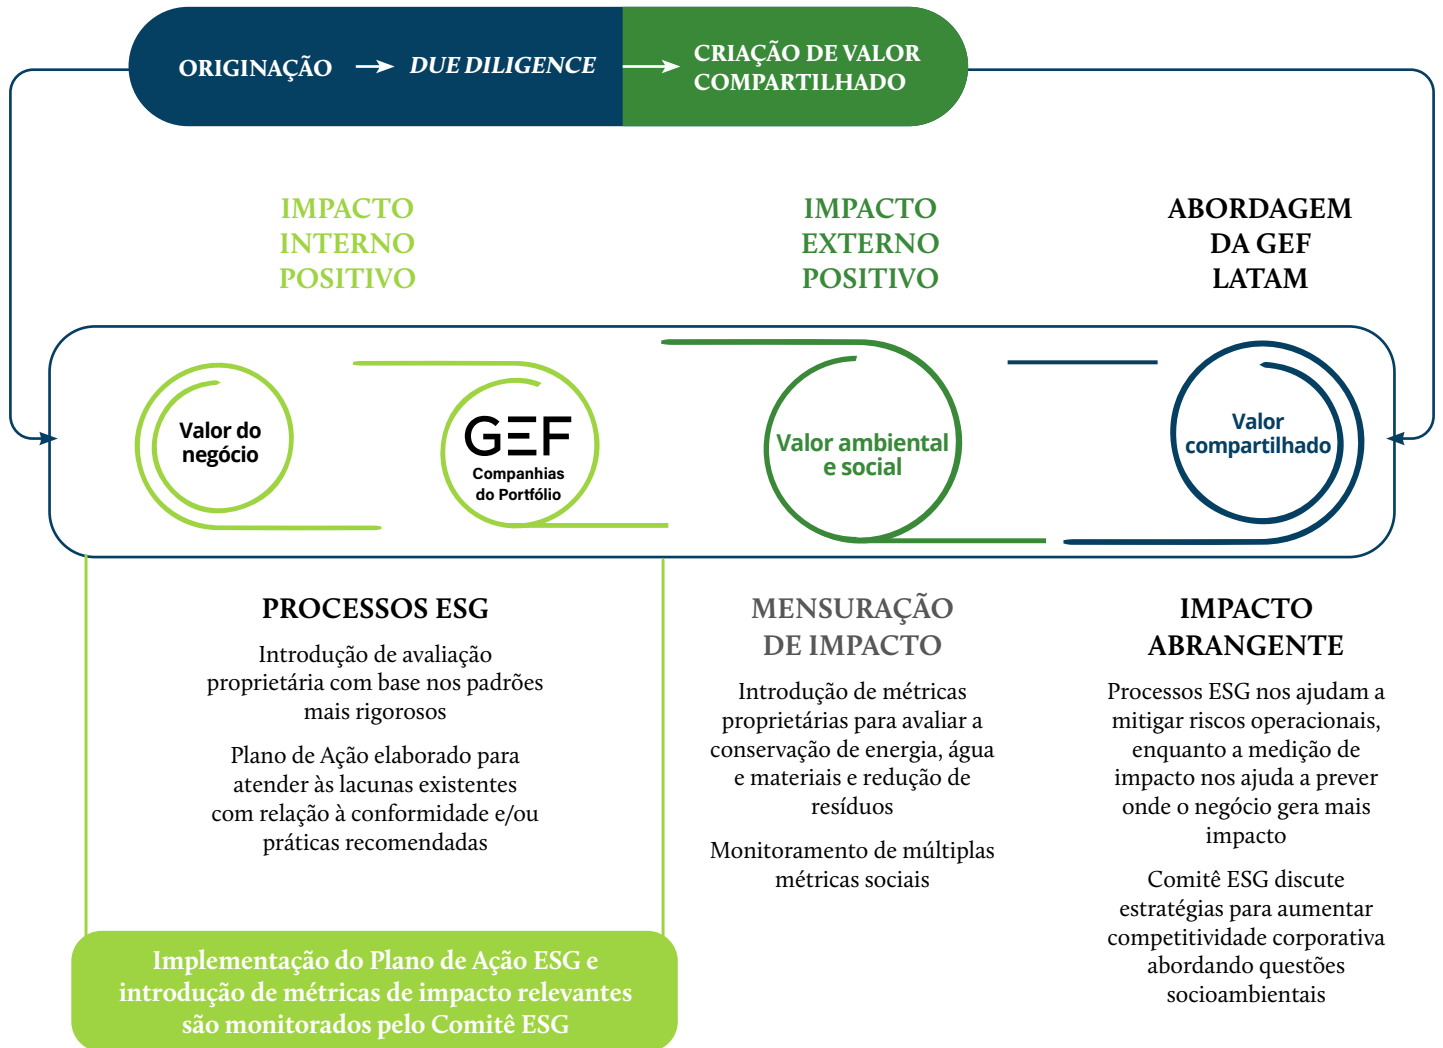 ORIGINAÇÃO
DUE DILIGENCE
CRIAÇÃO DE VALOR
COMPARTILHADO
IMPACTO
INTERNO
POSITIVO
IMPACTO
EXTERNO
POSITIVO
ABORDAGEM
DA GEF
LATAM
Valor do
negócio
GEF
Companhias
do Portfólio
Valor ambiental
e social
Valor
compartilhado
PROCESSOS ESG
Introdução de avaliação
proprietária com base nos padrões
mais rigorosos
Plano de Ação elaborado para
atender às lacunas existentes
com relação à conformidade e/ou
práticas recomendadas
Implementação do Plano de Ação ESG e
introdução de métricas de impacto relevantes
são monitorados pelo Comitê ESG
MENSURAÇÃO
DE IMPACTO
Introdução de métricas
proprietárias para avaliar a
conservação de energia, água
e materiais e redução de
resíduos
Monitoramento de múltiplas
métricas sociais
IMPACTO
ABRANGENTE
Processos ESG nos ajudam a
mitigar riscos operacionais,
enquanto a medição de
impacto nos ajuda a prever
onde o negócio gera mais
impacto
Comitê ESG discute
estratégias para aumentar
competitividade corporativa
abordando questões
socioambientais